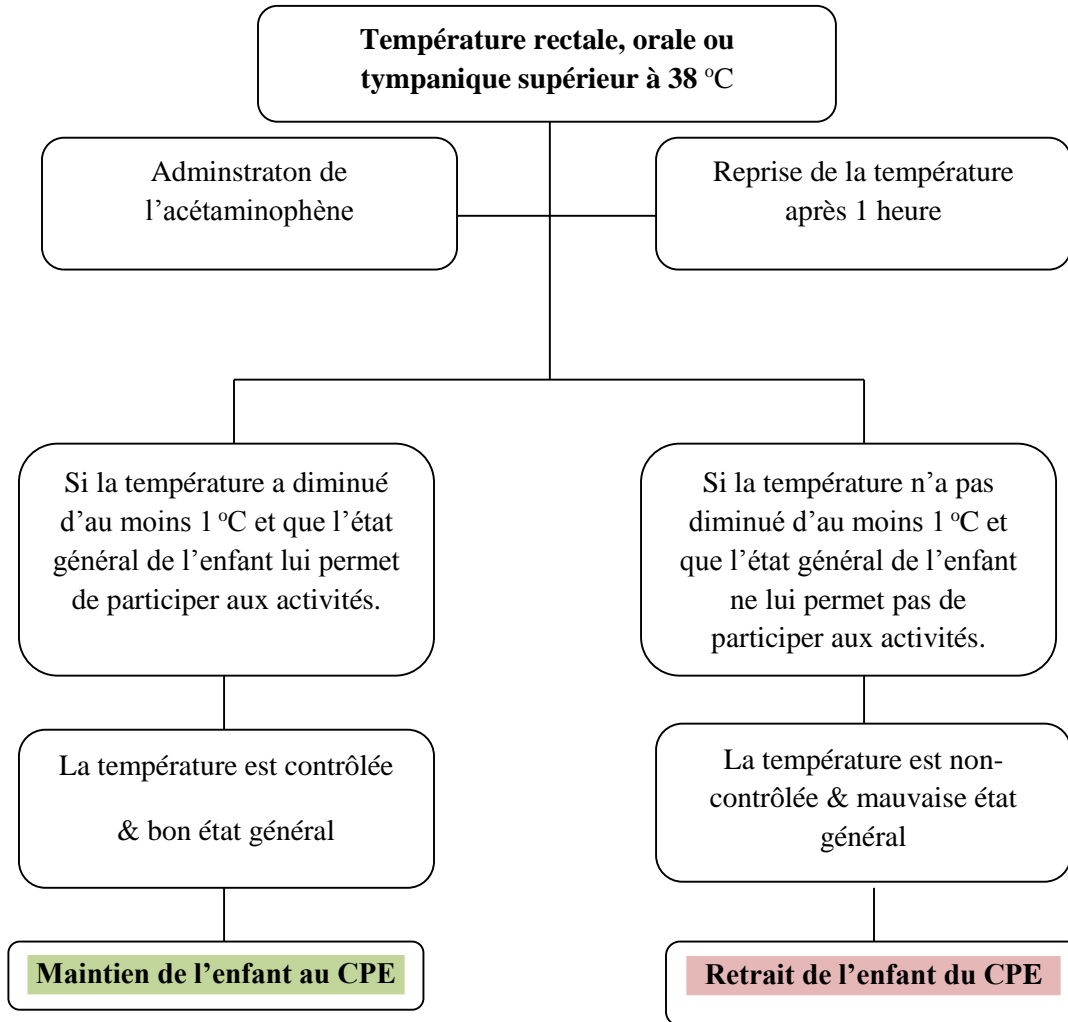 Température rectale, orale ou
tympanique supérieur à 38 °C
Adminstraton de
l’acétaminophène
Reprise de la température
après 1 heure
Si la température a diminué
d’au moins 1 °C et que l’état
général de l’enfant lui permet
de participer aux activités.
Si la température n’a pas
diminué d’au moins 1 °C et
que l’état général de l’enfant
ne lui permet pas de
participer aux activités.
La température est contrôlée
& bon état général
La température est non-
contrôlée & mauvaise état
général
Maintien de l’enfant au CPE
Retrait de l’enfant du CPE